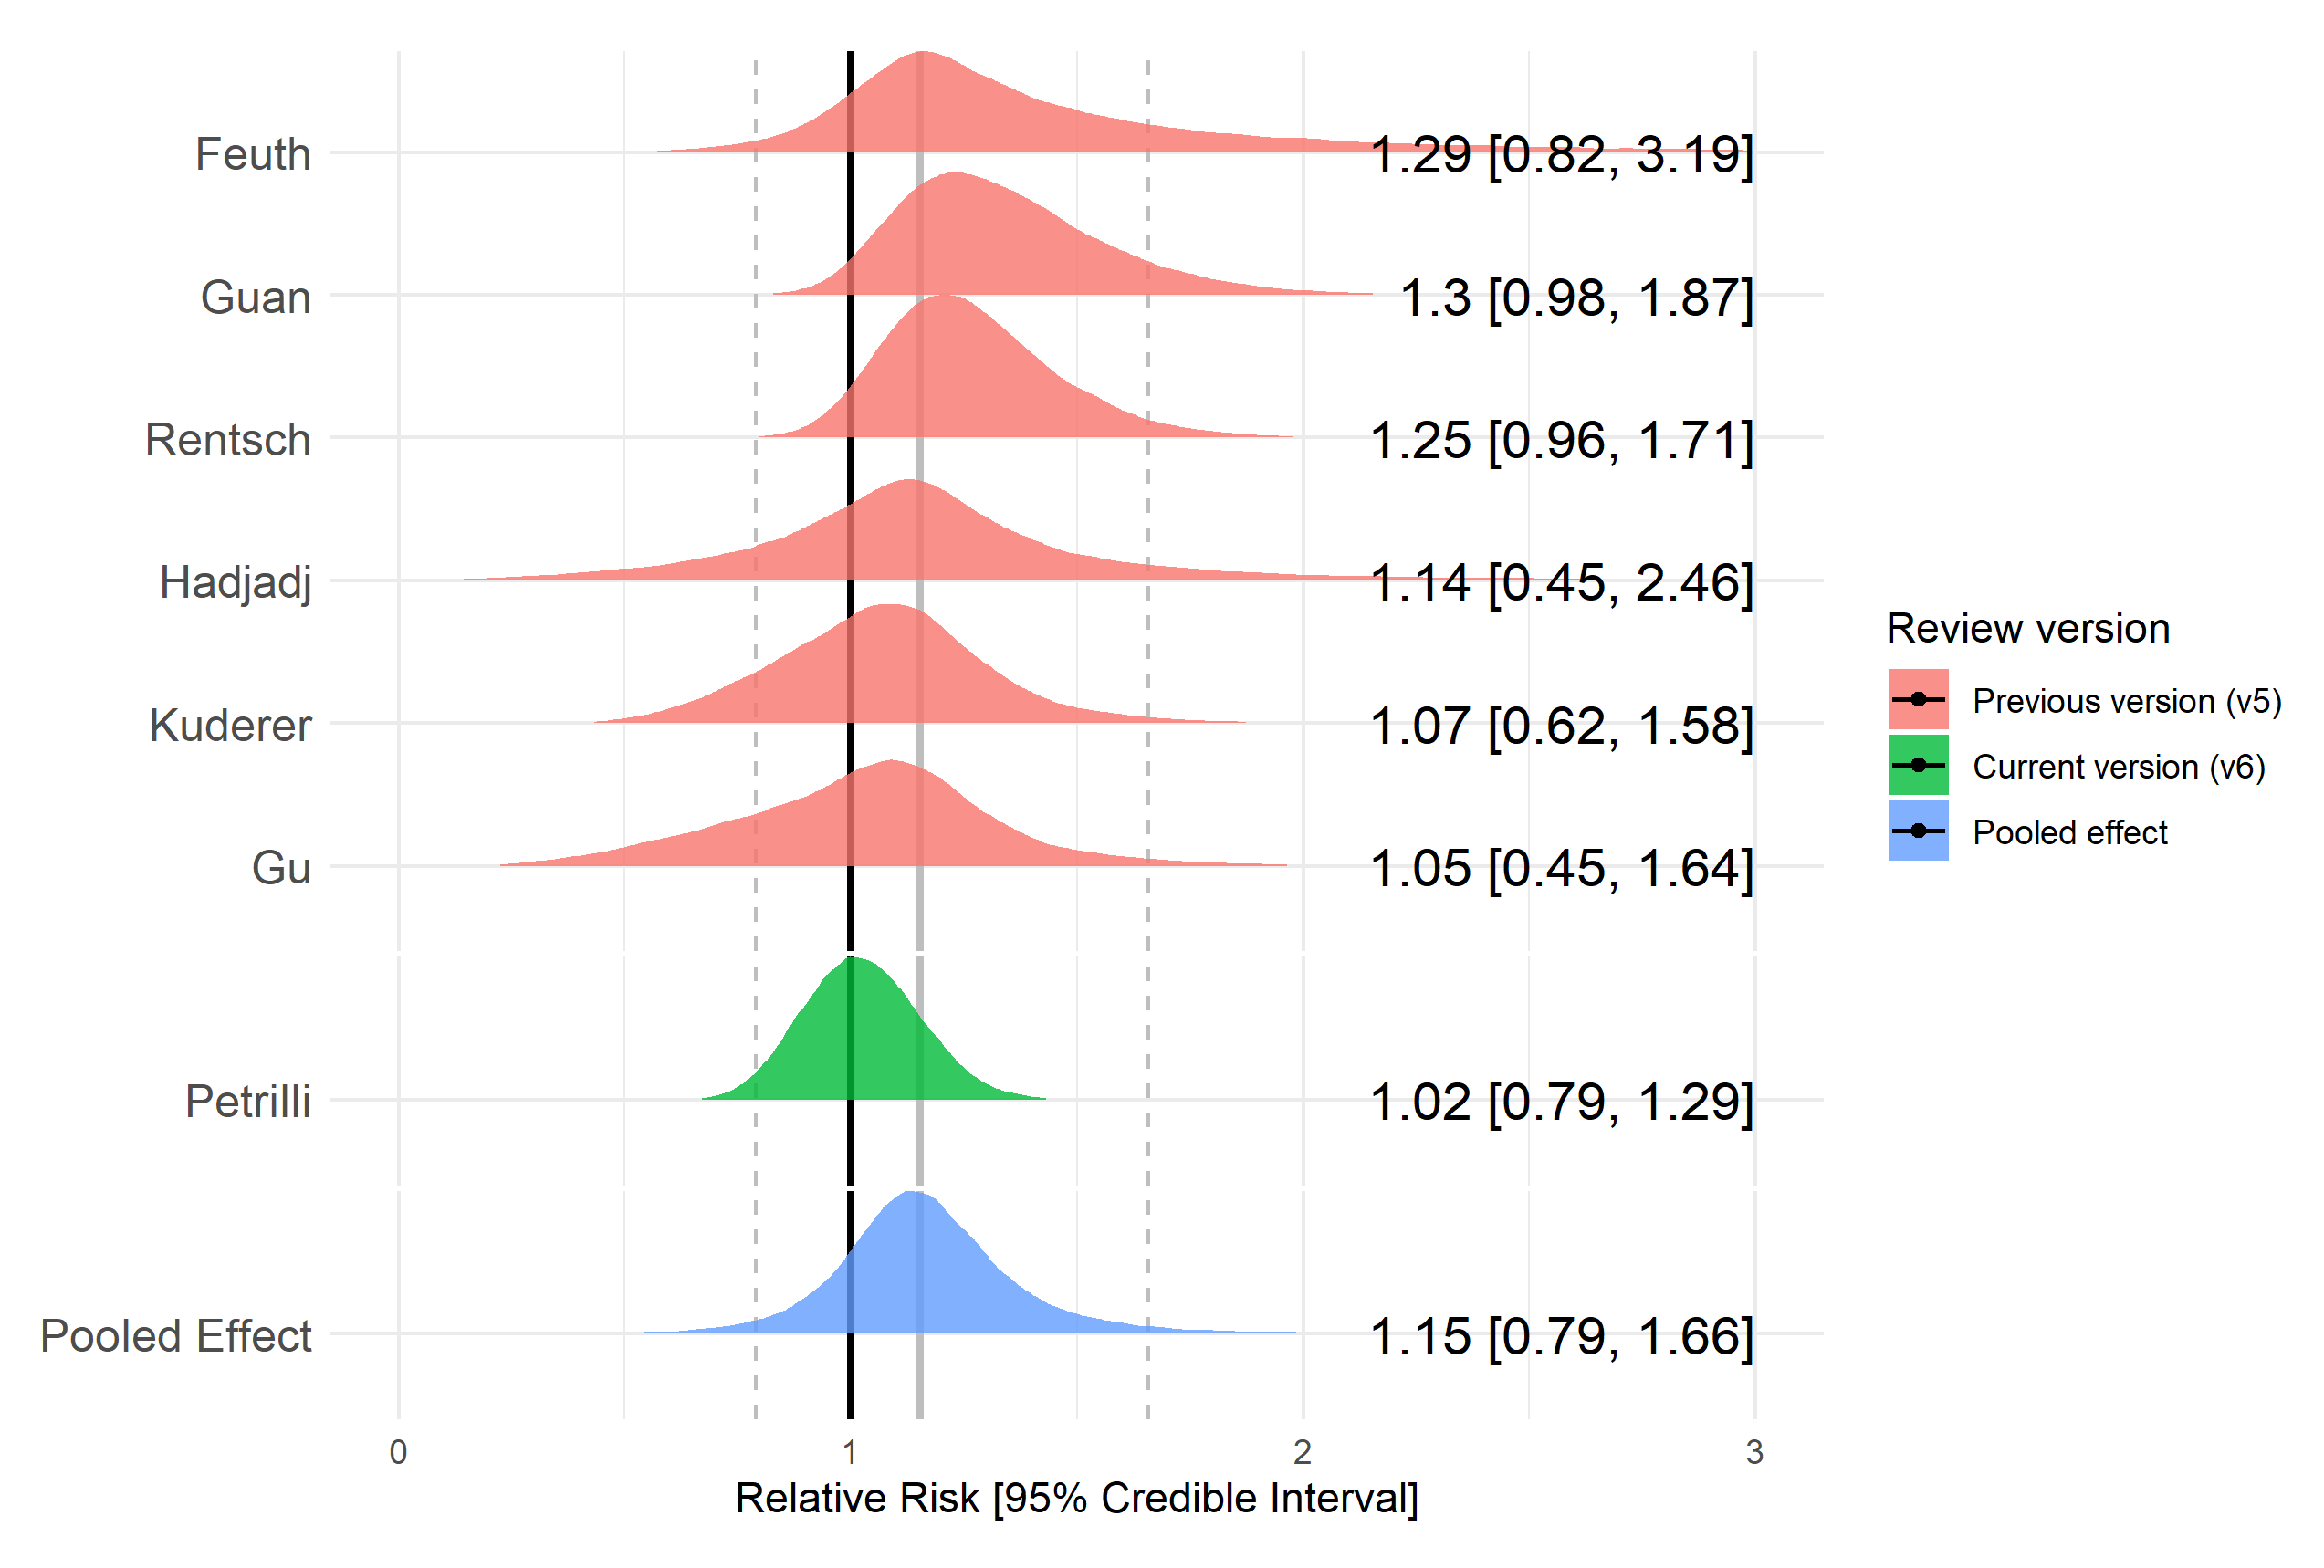 Feuth 1.29 [0.82, 3.19]
Guan 1.3 [0.98, 1.87]
Rentsch 1.25 [0.96, 1.71]
Hadjadj 1.14 [0.45, 2.46]
Kuderer 1.07 [0.62, 1.58]
Gu 1.05 [0.45, 1.64]
Petrilli 1.02 [0.79, 1.29]
Pooled Effect 1.15 [0.79, 1.66]
0 1 2 3
Relative Risk [95% Credible Interval]
Review version
Previous version (v5)
Current version (v6)
Pooled effect